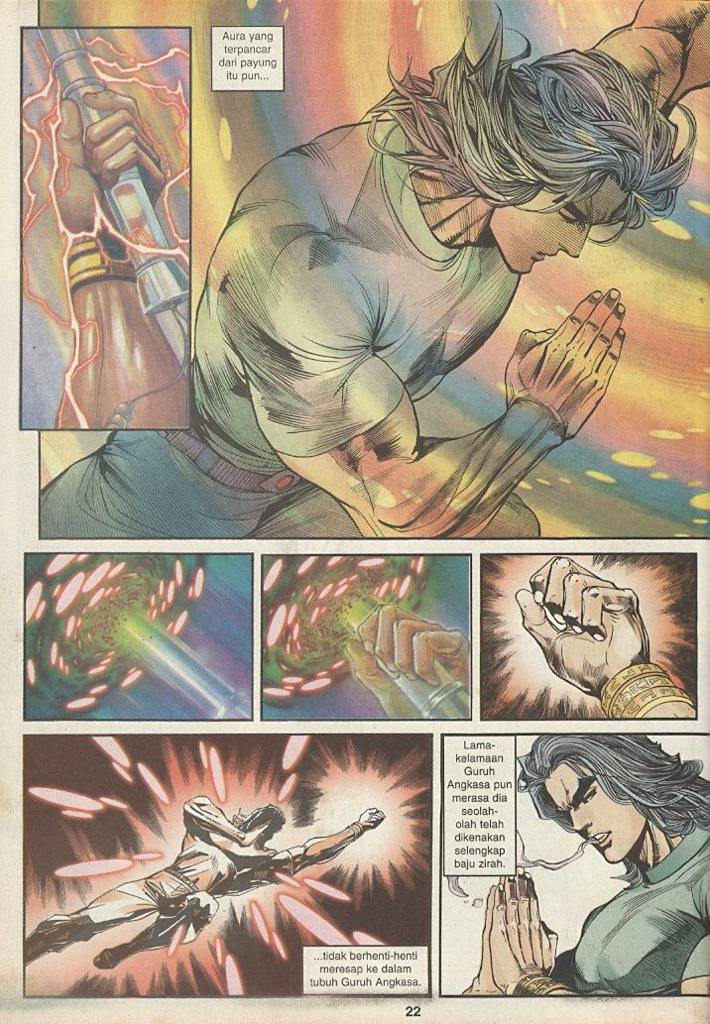 Aura yang
terpancar
dari payung
itu pun...
...tidak berhenti-henti
meresap ke dalam
tubuh Guruh Angkasa.
Lama-
kelamaan
Guruh
Angkasa pun
merasa dia
seolah-
olah telah
dikenakan
selengkap
baju zirah.
22